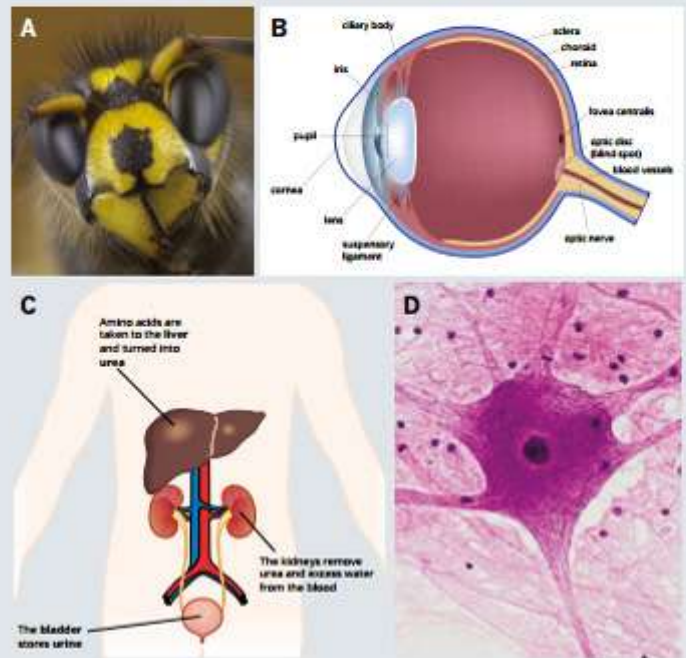 A
B
ciliary body
sclera
choroid
retina
iris
fovea centralis
pupil
optic disc
(blind spot)
blood vessels
cornea
lens
optic nerve
suspensory
ligament
C
Amino acids are
taken to the liver
and turned into
urea
The kidneys remove
urea and excess water
from the blood
The bladder
stores urine
D